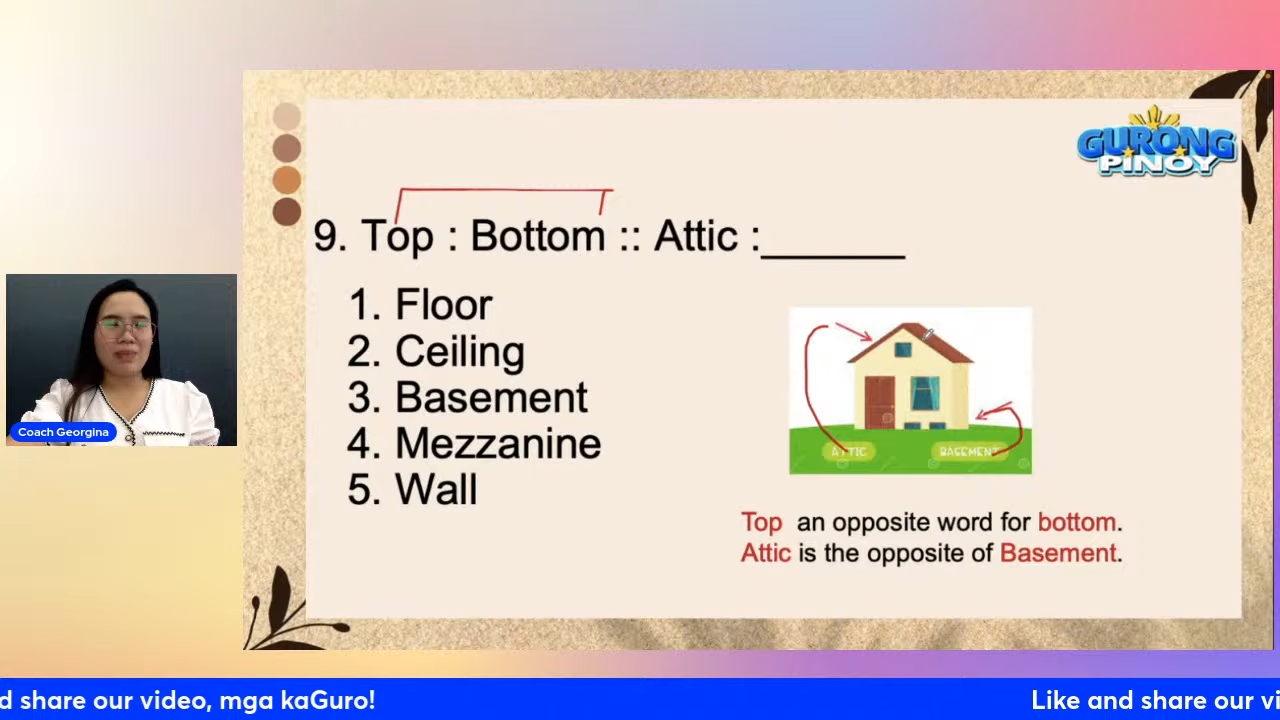 GURONG
PINOY
9. Top : Bottom :: Attic :______
1. Floor
2. Ceiling
3. Basement
4. Mezzanine
5. Wall
ATTIC
BASEMENT
Coach Georgina
Top an opposite word for bottom.
Attic is the opposite of Basement.
d share our video, mga kaGuro!
Like and share our vi